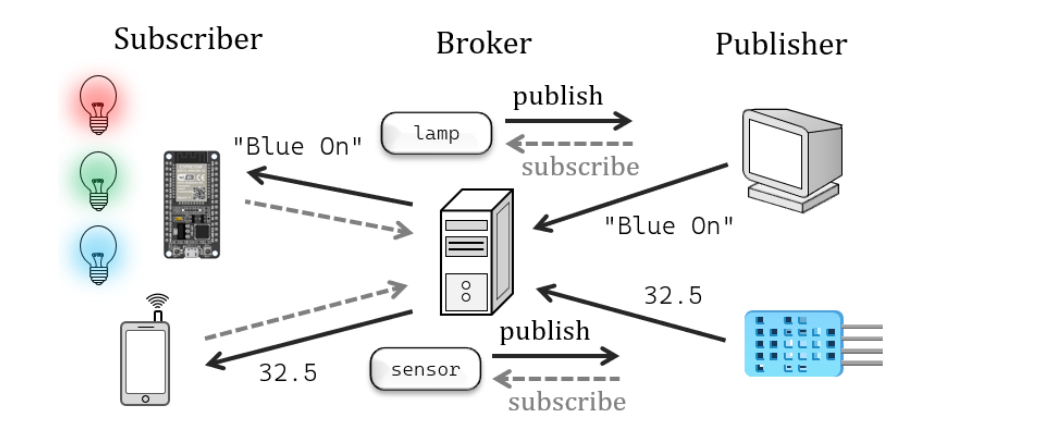 Subscriber
Broker
Publisher
publish
lamp
subscribe
"Blue On"
"Blue On"
32.5
publish
sensor
32.5
subscribe